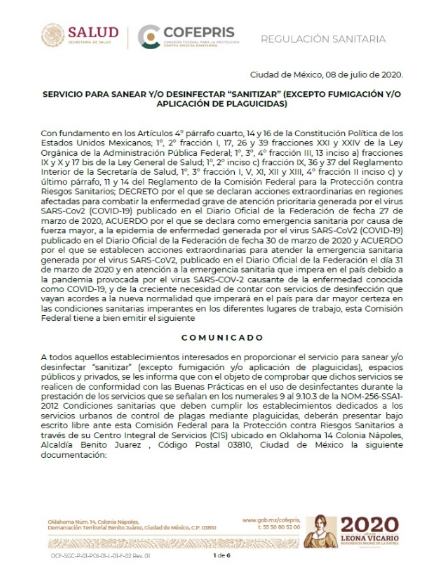 SALUD
SECRETARÍA DE SALUD
COFEPRIS
COMISIÓN FEDERAL PARA LA PROTECCIÓN
CONTRA RIESGOS SANITARIOS
REGULACIÓN SANITARIA
Ciudad de México, 08 de julio de 2020.
SERVICIO PARA SANEAR Y/O DESINFECTAR “SANITIZAR” (EXCEPTO FUMIGACIÓN Y/O
APLICACIÓN DE PLAGUICIDAS)
Con fundamento en los Artículos 4º párrafo cuarto, 14 y 16 de la Constitución Política de los
Estados Unidos Mexicanos; 1º, 2º fracción I, 17, 26 y 39 fracciones XXI y XXIV de la Ley
Orgánica de la Administración Pública Federal; 1º, 3º, 4º fracción III, 13 inciso a) fracciones
IX y X y 17 bis de la Ley General de Salud; 1º, 2º inciso c) fracción IX, 36 y 37 del Reglamento
Interior de la Secretaría de Salud, 1º, 3º fracción I, V, XI, XII y XIII, 4º fracción II inciso c) y
último párrafo, 11 y 14 del Reglamento de la Comisión Federal para la Protección contra
Riesgos Sanitarios; DECRETO por el que se declaran acciones extraordinarias en regiones
afectadas para combatir la enfermedad grave de atención prioritaria generada por el virus
SARS-Cov2 (COVID-19) publicado en el Diario Oficial de la Federación de fecha 27 de
marzo de 2020, ACUERDO por el que se declara como emergencia sanitaria por causa de
fuerza mayor, a la epidemia de enfermedad generada por el virus SARS-CoV2 (COVID-19)
publicado en el Diario Oficial de la Federación de fecha 30 de marzo de 2020 y ACUERDO
por el que se establecen acciones extraordinarias para atender la emergencia sanitaria
generada por el virus SARS-CoV2, publicado en el Diario Oficial de la Federación el día 31
de marzo de 2020 y en atención a la emergencia sanitaria que impera en el país debido a
la pandemia provocada por el virus SARS-COV-2 causante de la enfermedad conocida
como COVID-19, y de la creciente necesidad de contar con servicios de desinfección que
vayan acordes a la nueva normalidad que imperará en el país para dar mayor certeza en
las condiciones sanitarias imperantes en los diferentes lugares de trabajo, esta Comisión
Federal tiene a bien emitir el siguiente
C O M U N I C A D O
A todos aquellos establecimientos interesados en proporcionar el servicio para sanear y/o
desinfectar “sanitizar” (excepto fumigación y/o aplicación de plaguicidas), espacios
públicos y privados, se les informa que con el objeto de comprobar que dichos servicios se
realicen de conformidad con las Buenas Prácticas en el uso de desinfectantes durante la
prestación de los servicios que se señalan en los numerales 9 al 9.10.3 de la NOM-256-SSA1-
2012 Condiciones sanitarias que deben cumplir los establecimientos dedicados a los
servicios urbanos de control de plagas mediante plaguicidas, deberán presentar bajo
escrito libre ante esta Comisión Federal para la Protección contra Riesgos Sanitarios a
través de su Centro Integral de Servicios (CIS) ubicado en Oklahoma 14 Colonia Nápoles,
Alcaldía Benito Juarez , Código Postal 03810, Ciudad de México la siguiente
documentación:
Oklahoma Num. 14, Colonia Nápoles,
Demarcación Territorial Benito Juárez, Ciudad de México, C.P. 03810
www.gob.mx/cofepris,
t: 55 50 80 52 00
2020
LEONA VICARIO
1 de 6